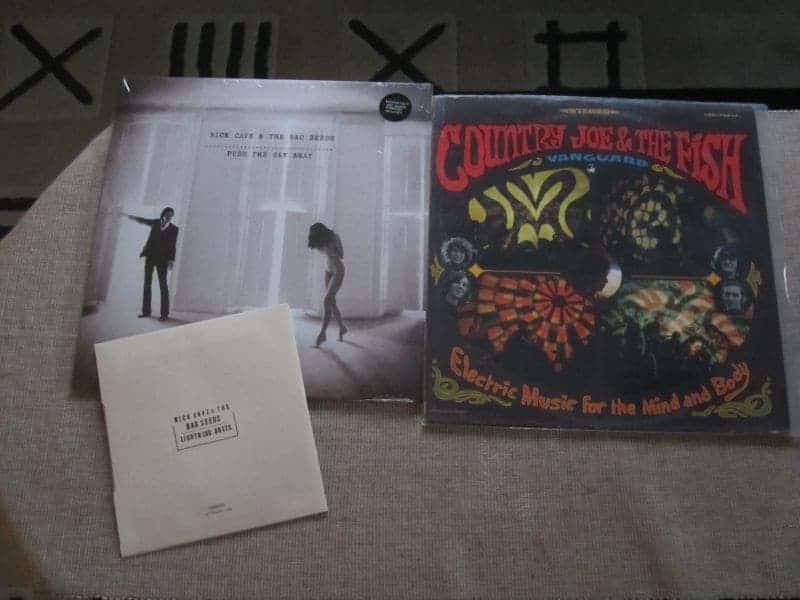 NICK CAVE & THE BAD SEEDS
PUSH THE SKY AWAY
STEREO
COUNTRY JOE & THE FISH
VANGUARD
Electric Music for the Mind and Body
NICK CAVE & THE
BAD SEEDS
LIGHTNING BOLTS